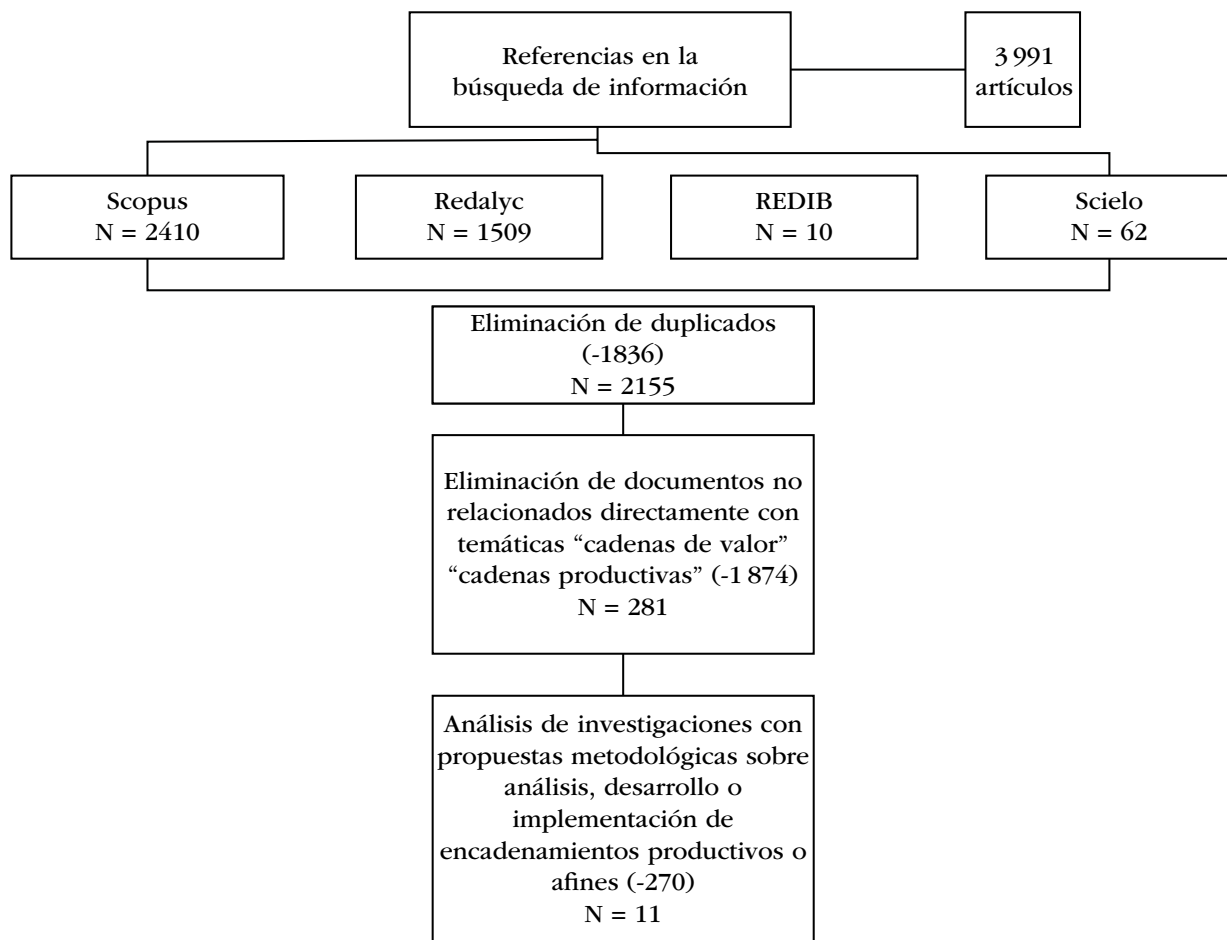 Referencias en la
búsqueda de información
3 991
artículos
Scopus
N = 2410
Redalyc
N = 1509
REDIB
N = 10
Scielo
N = 62
Eliminación de duplicados
(-1836)
N = 2155
Eliminación de documentos no
relacionados directamente con
temáticas “cadenas de valor”
“cadenas productivas” (-1 874)
N = 281
Análisis de investigaciones con
propuestas metodológicas sobre
análisis, desarrollo o
implementación de
encadenamientos productivos o
afines (-270)
N = 11